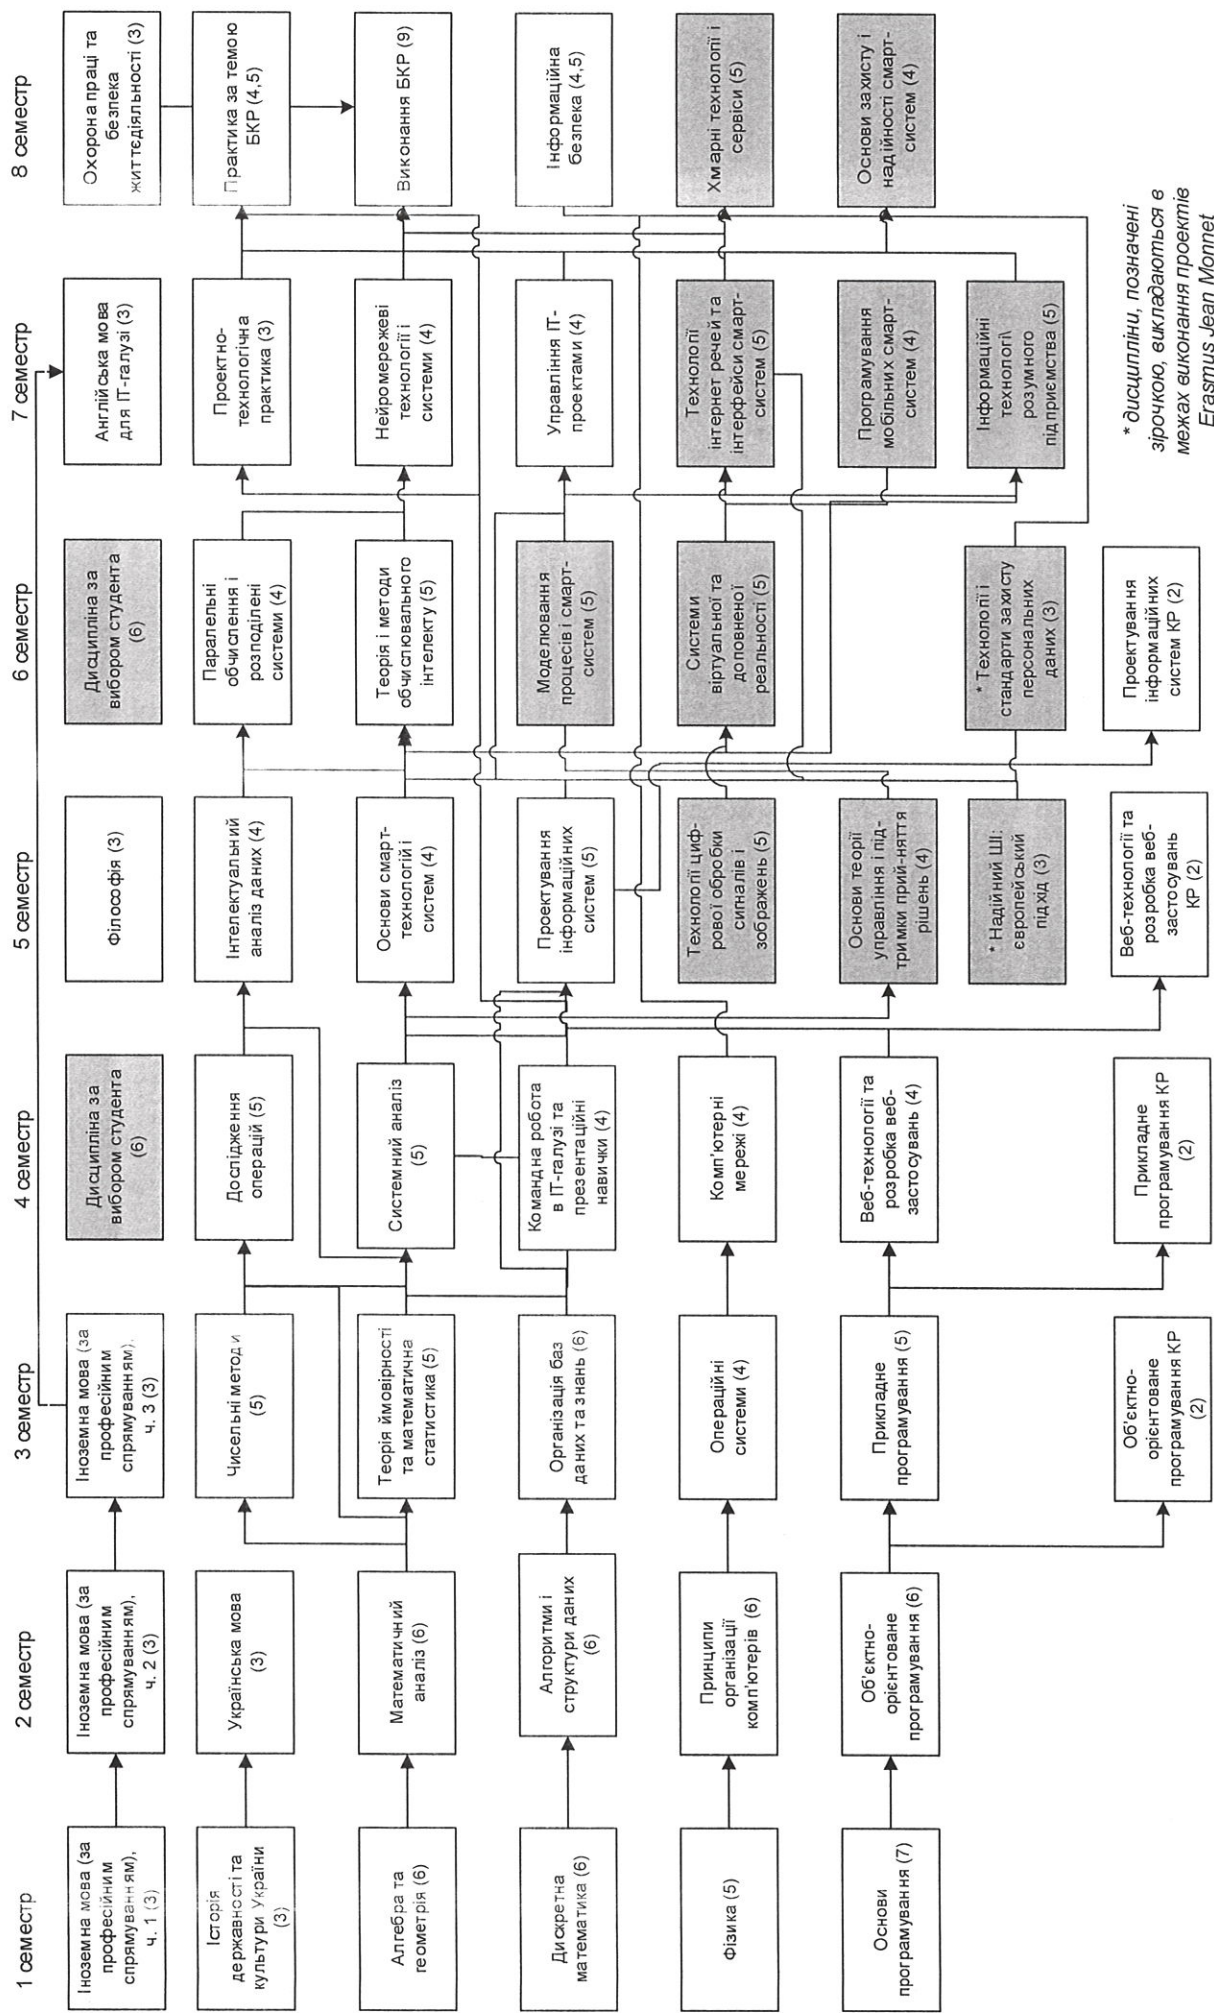 1 семестр
Іноземна мова (за
професійним
спрямуванням),
ч. 1 (3)
Історія
державності та
культури України
(3)
Алгебра та
геометрія (6)
Дискретна
математика (6)
Фізика (5)
Основи
програмування (7)
2 семестр
Іноземна мова (за
професійним
спрямуванням),
ч. 2 (3)
Українська мова
(3)
Математичний
аналіз (6)
Алгоритми і
структури даних
(6)
Принципи
організації
комп'ютерів (6)
Об'єктно-
орієнтоване
програмування (6)
3 семестр
Іноземна мова (за
професійним
спрямуванням).
ч. 3 (3)
Чисельні методи
(5)
Теорія ймовірності
та математична
статистика (5)
Організація баз
даних та знань (6)
Операційні
системи (4)
Прикладне
програмування (5)
Об'єктно-
орієнтоване
програмування КР
(2)
4 семестр
Дисципліна за
вибором студента
(6)
Дослідження
операцій (5)
Системний аналіз
(5)
Командна робота
в ІТ-галузі та
презентаційні
навички (4)
Комп'ютерні
мережі (4)
Веб-технології та
розробка веб-
застосувань (4)
Прикладне
програмування КР
(2)
5 семестр
Філософія (3)
Інтелектуальний
аналіз даних (4)
Основи смарт-
технологій і
систем (4)
Проектування
інформаційних
систем (5)
Технології циф-
рової обробки
сигналів і
зображень (5)
Основи теорії
управління і під-
тримки прий-няття
рішень (4)
* Надійний ШІ:
європейський
підхід (3)
Веб-технології та
розробка веб-
застосувань
КР (2)
6 семестр
Дисципліна за
вибором студента
(6)
Паралельні
обчислення і
розподілені
системи (4)
Теорія і методи
обчислювального
інтелекту (5)
Моделювання
процесів і смарт-
систем (5)
Системи
віртуальної та
доповненої
реальності (5)
* Технології і
стандарти захисту
персональних
даних (3)
Проектування
інформаційних
систем КР (2)
7 семестр
Англійська мова
для ІТ-галузі (3)
Проектно-
технологічна
практика (3)
Нейромережеві
технології і
системи (4)
Управління ІТ-
проектами (4)
Технології
інтернет речей та
інтерфейси смарт-
систем (5)
Програмування
мобільних смарт-
систем (4)
Інформаційні
технологі\
розумного
підприємства (5)
8 семестр
Охорона праці та
безпека
життєдіяльності (3)
Практика за темою
БКР (4,5)
Виконання БКР (9)
Інформаційна
безпека (4,5)
Хмарні технології і
сервіси (5)
Основи захисту і
надійності смарт-
систем (4)
* дисципліни, позначені
зірочкою, викладаються в
межах виконання проектів
Erasmus Jean Monnet